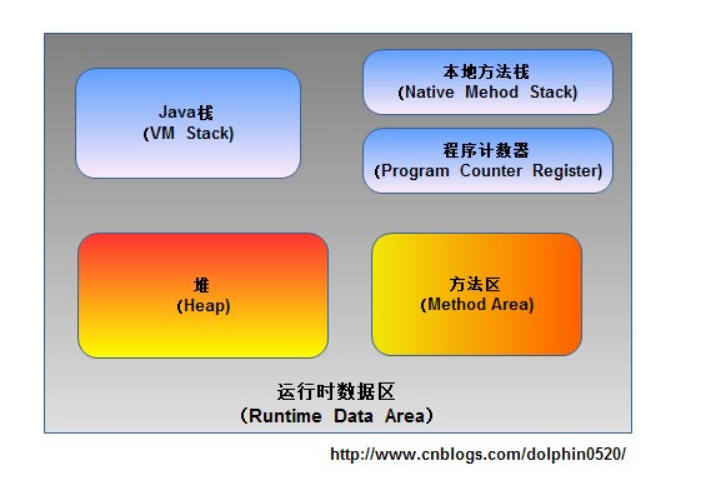 Java栈
(VM Stack)
本地方法栈
(Native Mehod Stack)
程序计数器
(Program Counter Register)
堆
(Heap)
方法区
(Method Area)
运行时数据区
（Runtime Data Area）
http://www.cnblogs.com/dolphin0520/